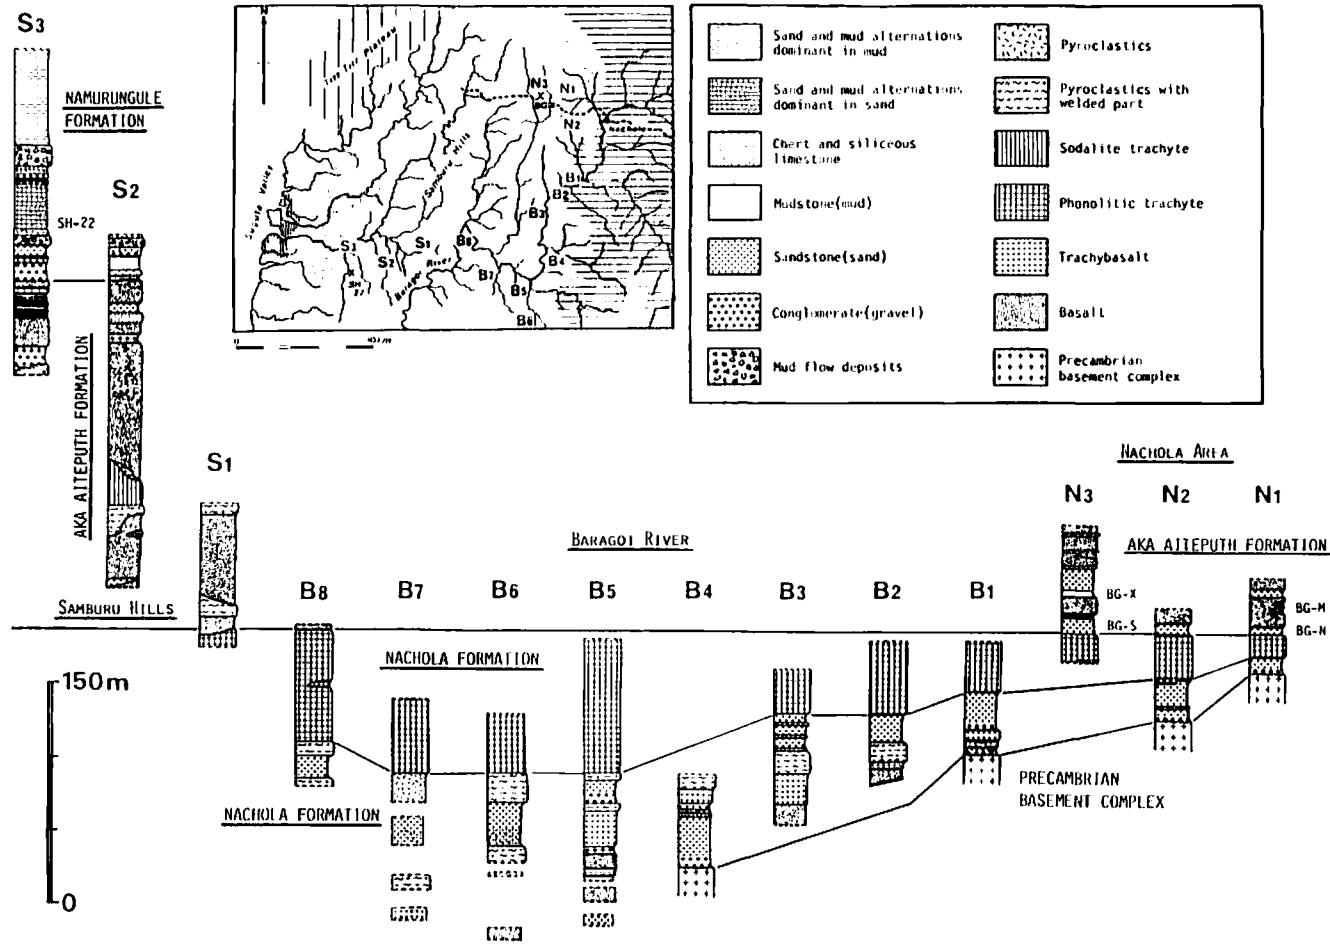 S3
NAMURUNGULE
FORMATION
S2
SH-22
AKA AITEPUTH FORMATION
S1
SAMBURU HILLS
N
Plateau
Samburu Hills
Suguta Valley
Baragoi River
Nachola
N3
N1
BG
N2
B1
B2
B3
B4
B5
B6
B7
B8
S1
S2
S3
SH
22
0
Sand and mud alternations
dominant in mud
Sand and mud alternations
dominant in sand
Chert and siliceous
limestone
Mudstone(mud)
Sandstone(sand)
Conglomerate(gravel)
Mud flow deposits
Pyroclastics
Pyroclastics with
welded part
Sodalite trachyte
Phonolitic trachyte
Trachybasalt
Basalt
Precambrian
basement complex
NACHOLA AREA
N3
N2
N1
AKA AITEPUTH FORMATION
BG-X
BG-S
BG-M
BG-N
BARAGOI RIVER
B8
B7
B6
B5
B4
B3
B2
B1
NACHOLA FORMATION
NACHOLA FORMATION
PRECAMBRIAN
BASEMENT COMPLEX
150m
0